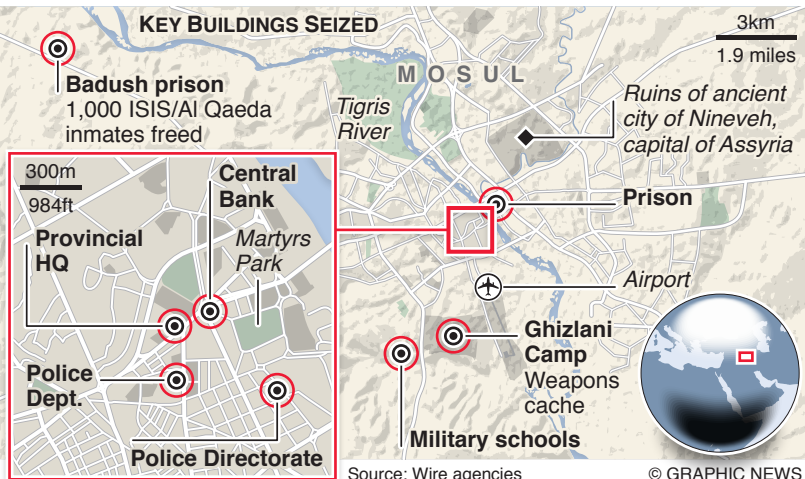 KEY BUILDINGS SEIZED
3km
1.9 miles
Badush prison
1,000 ISIS/Al Qaeda
inmates freed
MOSUL
Tigris
River
Ruins of ancient
city of Nineveh,
capital of Assyria
Prison
300m
984ft
Central
Bank
Provincial
HQ
Martyrs
Park
Airport
Ghizlani
Camp
Weapons
cache
Police
Dept.
Police Directorate
Military schools
Source: Wire agencies
© GRAPHIC NEWS